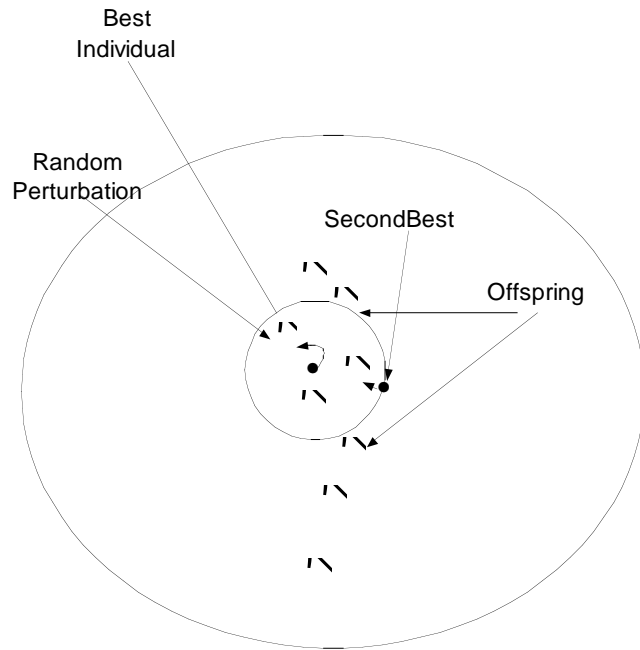 Best
Individual
Random
Perturbation
SecondBest
Offspring